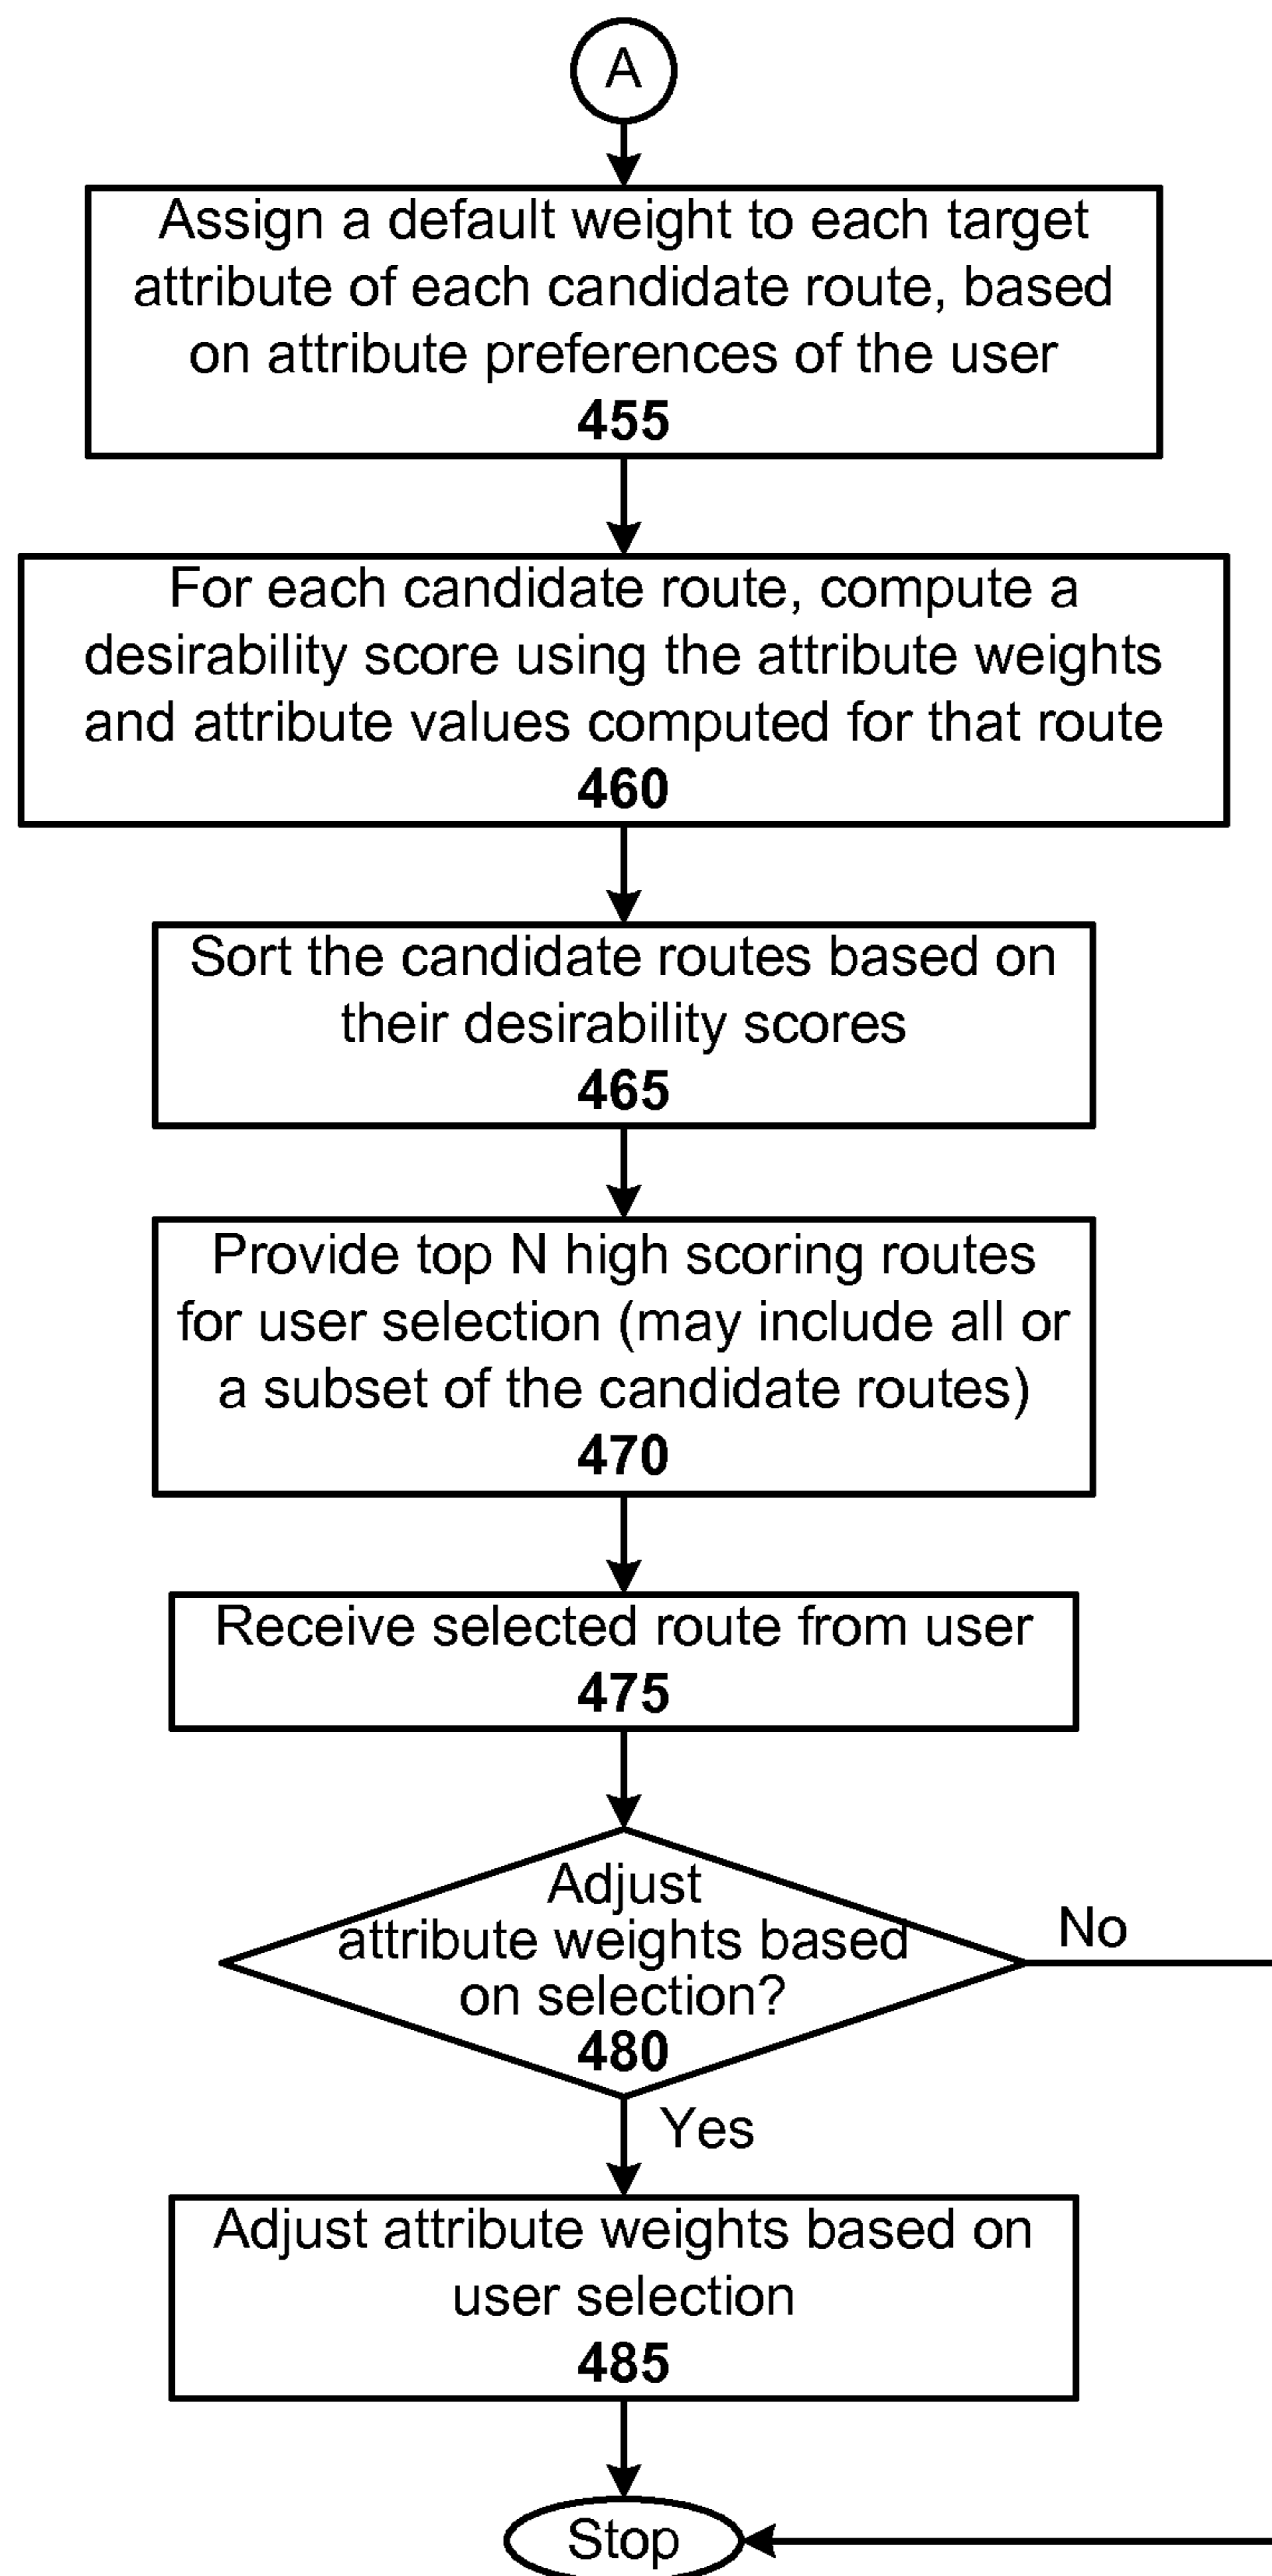 A
Assign a default weight to each target
attribute of each candidate route, based
on attribute preferences of the user
455
For each candidate route, compute a
desirability score using the attribute weights
and attribute values computed for that route
460
Sort the candidate routes based on
their desirability scores
465
Provide top N high scoring routes
for user selection (may include all or
a subset of the candidate routes)
470
Receive selected route from user
475
Adjust
attribute weights based
on selection?
480
No
Yes
Adjust attribute weights based on
user selection
485
Stop